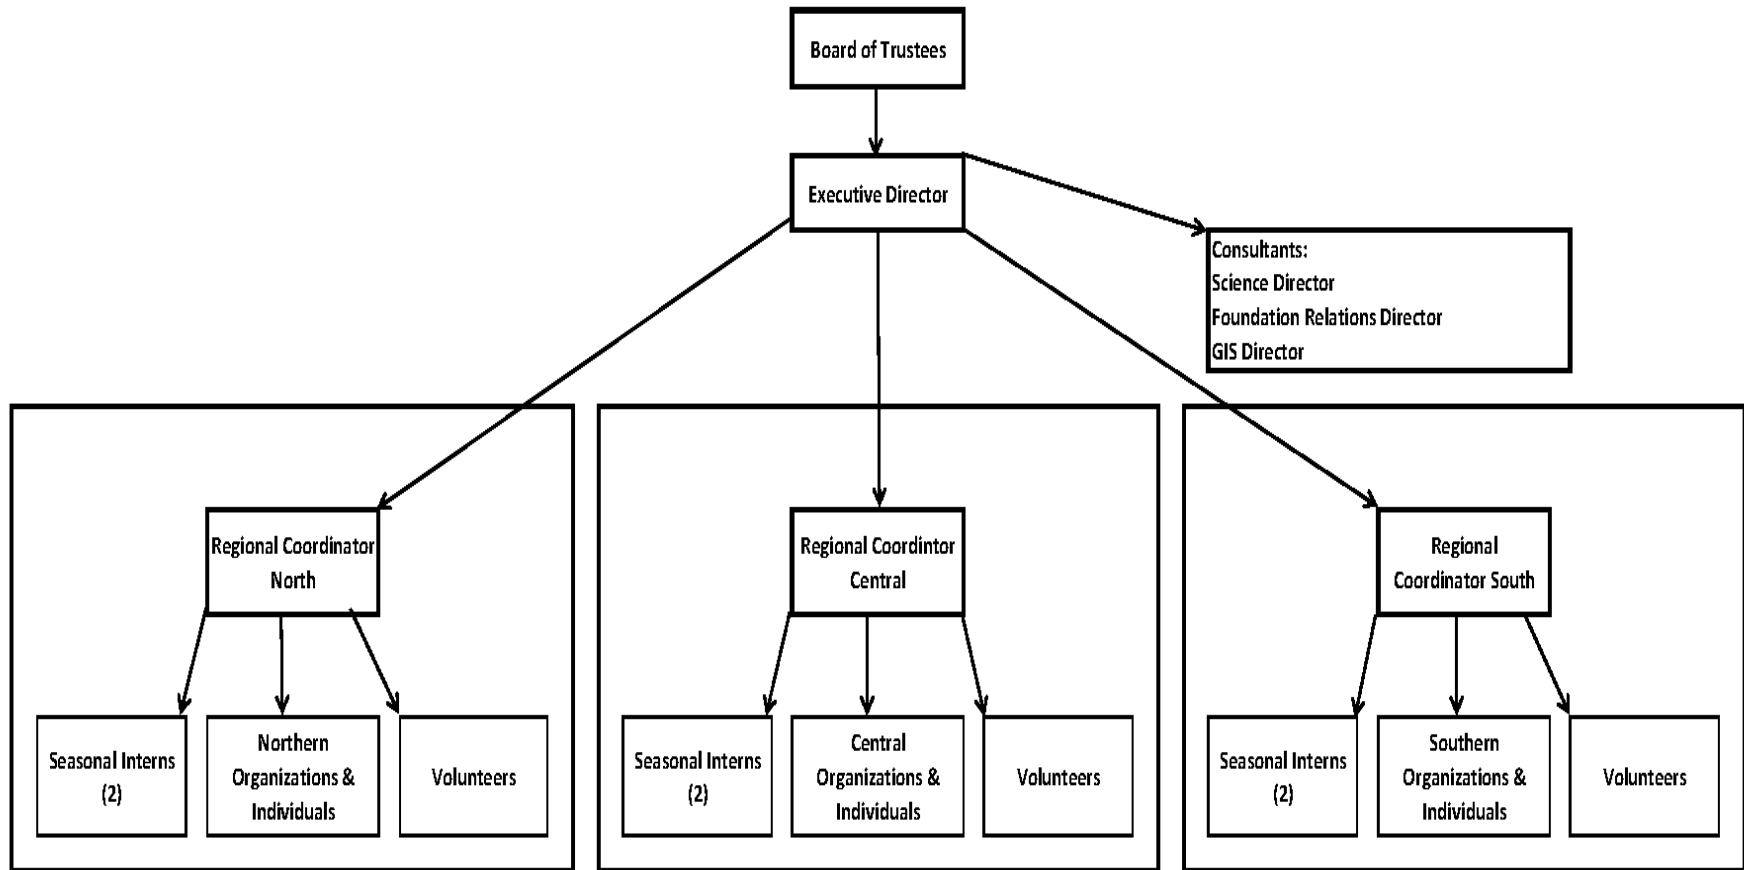 Board of Trustees
Executive Director
Consultants:
Science Director
Foundation Relations Director
GIS Director
Regional Coordinator
North
Regional Coordintor
Central
Regional
Coordinator South
Seasonal Interns
(2)
Northern
Organizations &
Individuals
Volunteers
Seasonal Interns
(2)
Central
Organizations &
Individuals
Volunteers
Seasonal Interns
(2)
Southern
Organizations &
Individuals
Volunteers